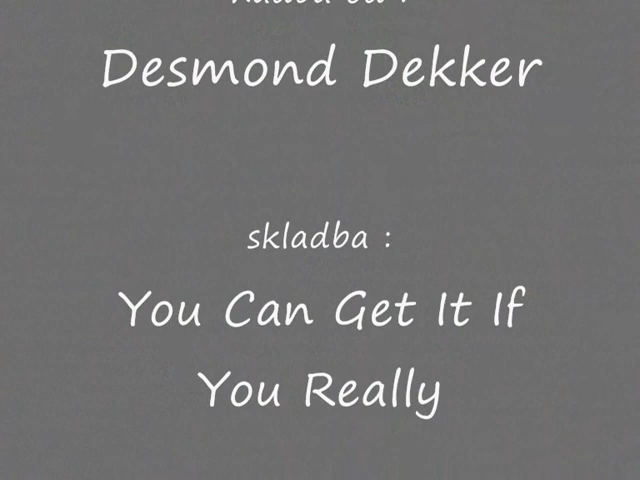 Desmond Dekker
skladba :
You Can Get It If
You Really